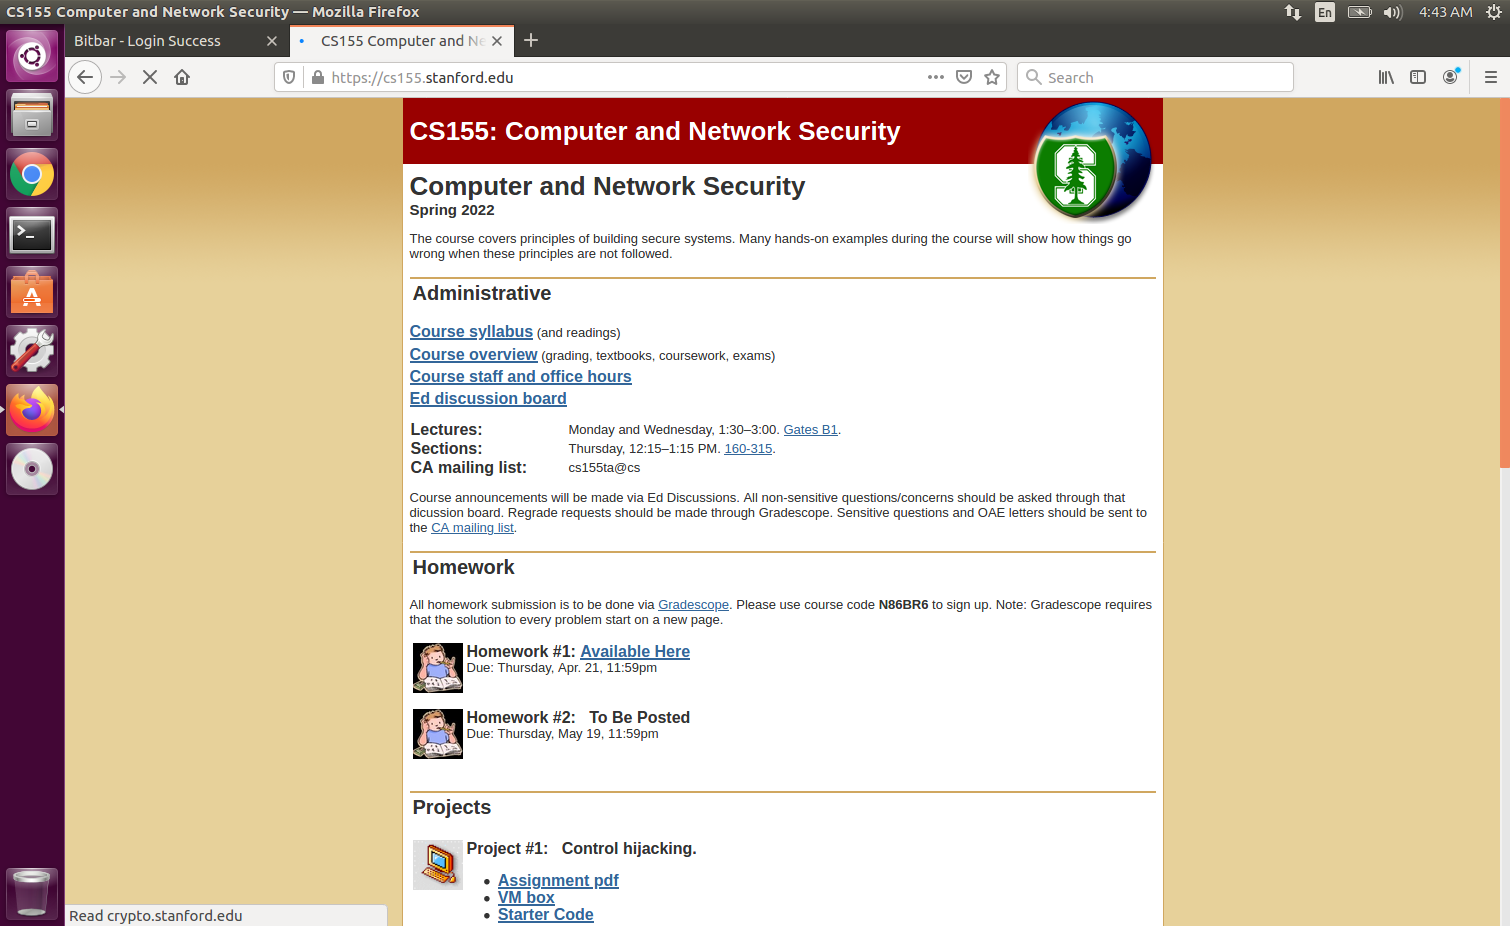 CS155 Computer and Network Security — Mozilla Firefox
En
4:43 AM
Bitbar - Login Success
CS155 Computer and Ne
https://cs155.stanford.edu
Search
CS155: Computer and Network Security
S
Computer and Network Security
Spring 2022
The course covers principles of building secure systems. Many hands-on examples during the course will show how things go
wrong when these principles are not followed.
Administrative
Course syllabus (and readings)
Course overview (grading, textbooks, coursework, exams)
Course staff and office hours
Ed discussion board
Lectures: Monday and Wednesday, 1:30–3:00. Gates B1.
Sections: Thursday, 12:15–1:15 PM. 160-315.
CA mailing list: cs155ta@cs
Course announcements will be made via Ed Discussions. All non-sensitive questions/concerns should be asked through that
dicussion board. Regrade requests should be made through Gradescope. Sensitive questions and OAE letters should be sent to
the CA mailing list.
Homework
All homework submission is to be done via Gradescope. Please use course code N86BR6 to sign up. Note: Gradescope requires
that the solution to every problem start on a new page.
Homework #1: Available Here
Due: Thursday, Apr. 21, 11:59pm
Homework #2: To Be Posted
Due: Thursday, May 19, 11:59pm
Projects
Project #1: Control hijacking.
• Assignment pdf
• VM box
• Starter Code
Read crypto.stanford.edu